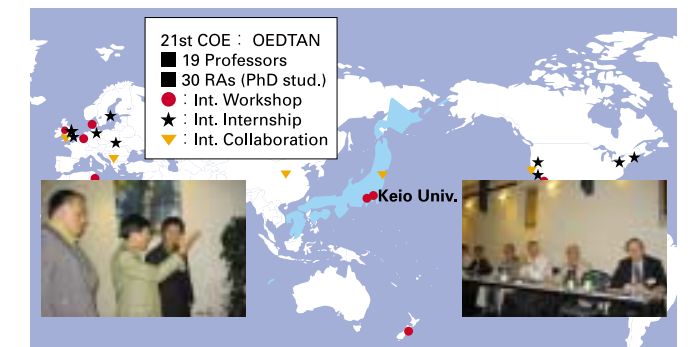 21st COE : OEDTAN
19 Professors
30 RAs (PhD stud.)
: Int. Workshop
: Int. Internship
: Int. Collaboration
Keio Univ.